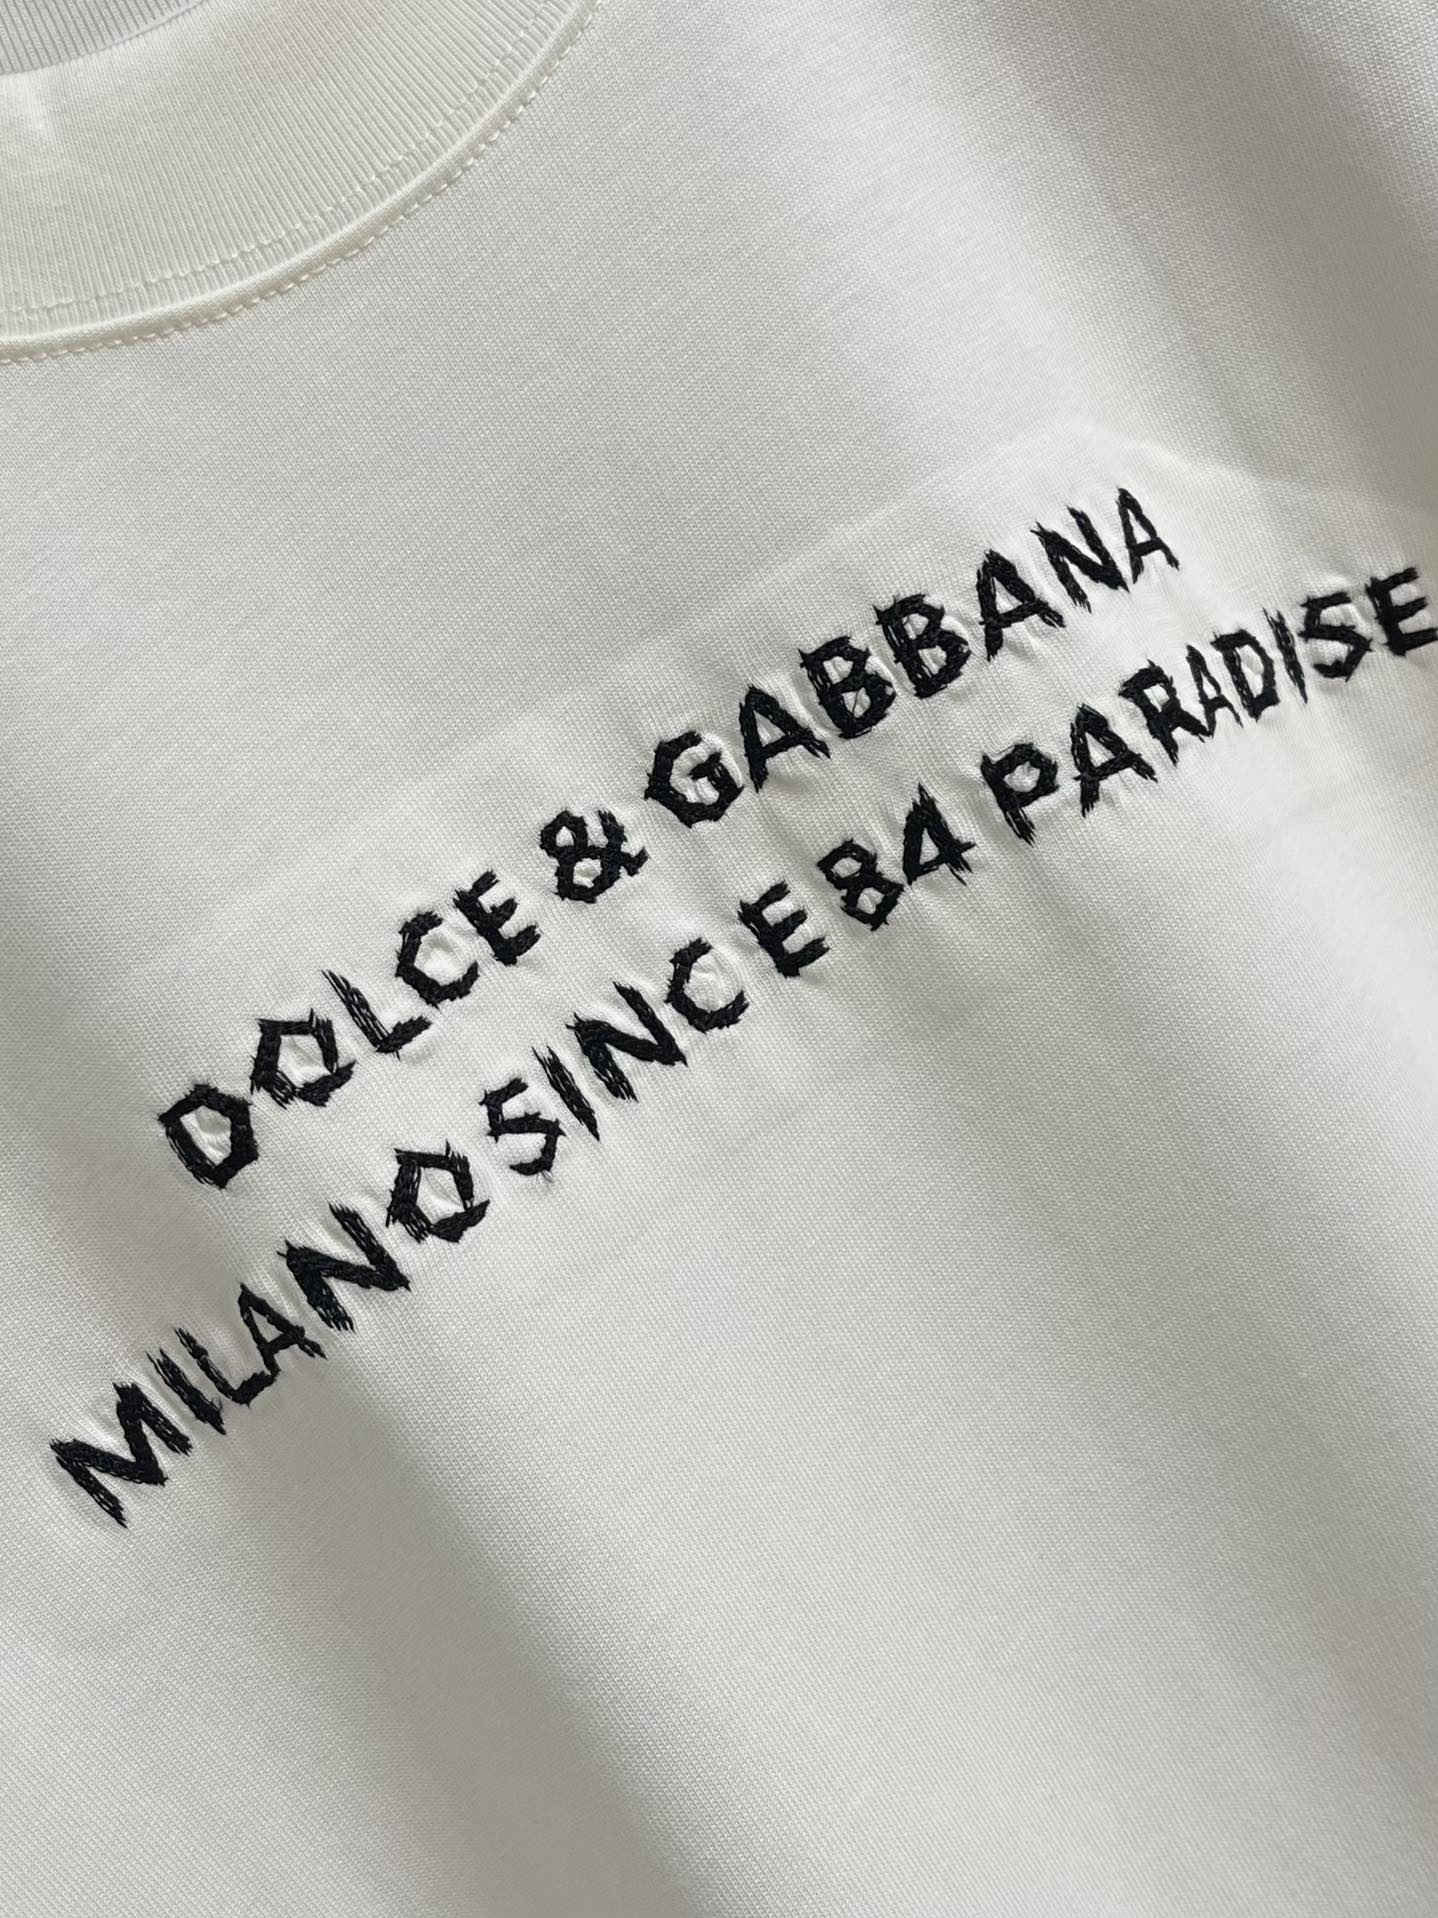 DOLCE & GABBANA
MILANO SINCE 84 PARADISE